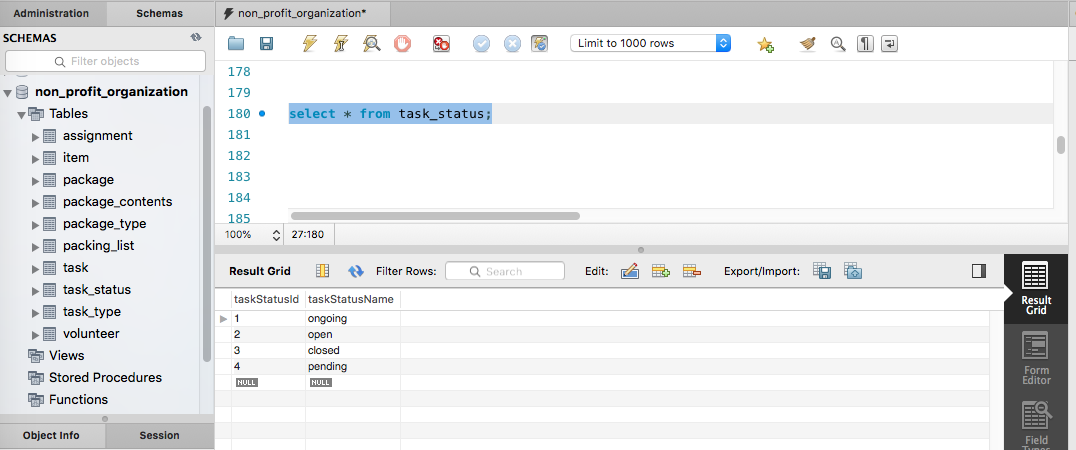 Administration Schemas non_profit_organization*
SCHEMAS
Filter objects
Limit to 1000 rows
non_profit_organization
Tables
assignment
item
package
package_contents
package_type
packing_list
task
task_status
task_type
volunteer
Views
Stored Procedures
Functions
Object Info Session
178
179
180 select * from task_status;
181
182
183
184
185
100% 27:180
Result Grid Filter Rows: Search Edit: Export/Import:
taskStatusId taskStatusName
1 ongoing
2 open
3 closed
4 pending
NULL NULL
Result
Grid
Form
Editor
Field
Types